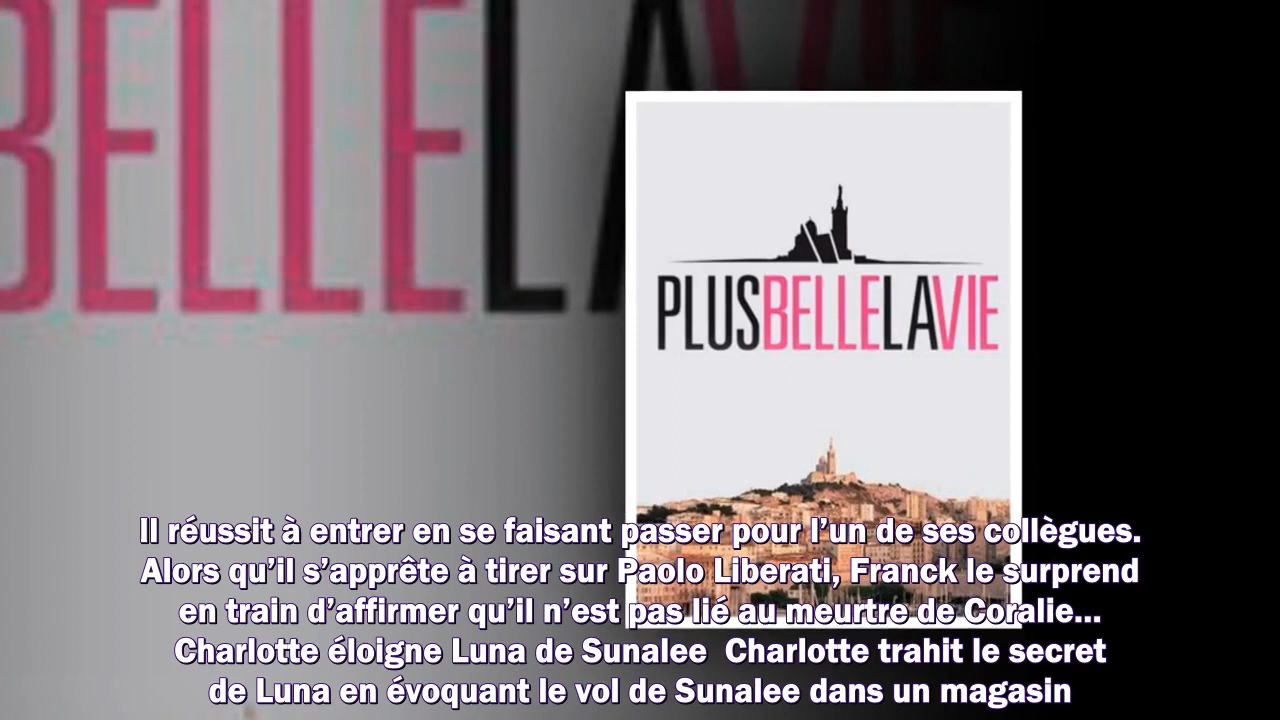 BELLELA
PLUSBELLELAVIE
Il réussit à entrer en se faisant passer pour l'un de ses collègues.
Alors qu'il s'apprête à tirer sur Paolo Liberati, Franck le surprend
en train d'affirmer qu'il n'est pas lié au meurtre de Coralie...
Charlotte éloigne Luna de Sunalee  Charlotte trahit le secret
de Luna en évoquant le vol de Sunalee dans un magasin